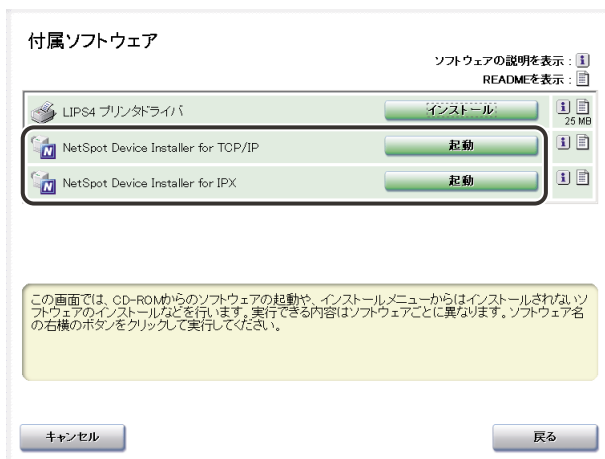 付属ソフトウェア
ソフトウェアの説明を表示：
READMEを表示：
LIPS4 プリンタドライバ インストール
25 MB
NetSpot Device Installer for TCP/IP 起動
NetSpot Device Installer for IPX 起動
この画面では、CD-ROMからのソフトウェアの起動や、インストールメニューからはインストールされないソ
フトウェアのインストールなどを行います。実行できる内容はソフトウェアごとに異なります。ソフトウェア名
の右横のボタンをクリックして実行してください。
キャンセル 戻る